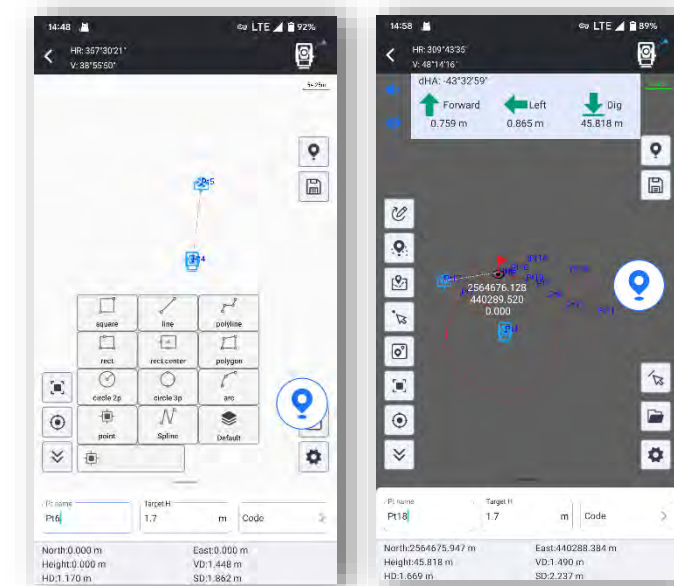 14:48
LTE 92%
HR: 357°30'21"
V: 38°55'50"
5-25m
Pt5
square
line
polyline
rect
rect center
polygon
circle 2p
circle 3p
arc
point
Spline
Default
Pt name
Pt6
Target H
1.7 m
Code
North:0.000 m
East:0.000 m
Height:0.000 m
VD:1.448 m
HD:1.170 m
SD:1.862 m
14:58
LTE 89%
HR: 309°43'35"
V: 48°14'16"
dHA: -43°32'59"
Forward
Left
Dig
0.759 m
0.865 m
45.818 m
2564676.128
440289.520
0.000
Pt name
Pt18
Target H
1.7 m
Code
North:2564675.947 m
East:440288.384 m
Height:45.818 m
VD:1.490 m
HD:1.669 m
SD:2.237 m